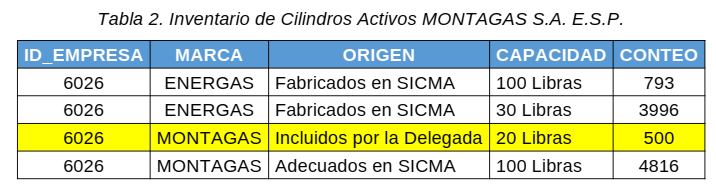 Tabla 2. Inventario de Cilindros Activos MONTAGAS S.A. E.S.P.
ID_EMPRESA MARCA ORIGEN CAPACIDAD CONTEO
6026 ENERGAS Fabricados en SICMA 100 Libras 793
6026 ENERGAS Fabricados en SICMA 30 Libras 3996
6026 MONTAGAS Incluidos por la Delegada 20 Libras 500
6026 MONTAGAS Adecuados en SICMA 100 Libras 4816